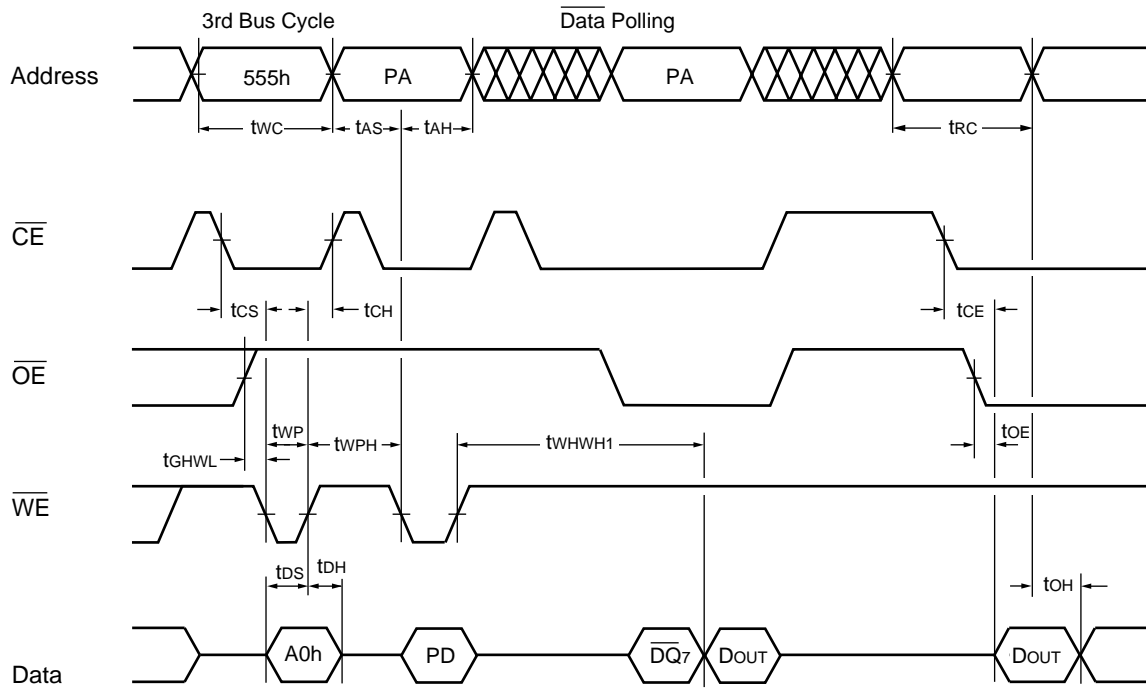 3rd Bus Cycle
Data Polling
Address
555h
PA
PA
tWC
tAS
tAH
tRC
CE
tCS
tCH
tCE
OE
tWP
tWPH
tWHWH1
tOE
tGHWL
WE
tDS
tDH
tOH
Data
A0h
PD
DQ7
DOUT
DOUT